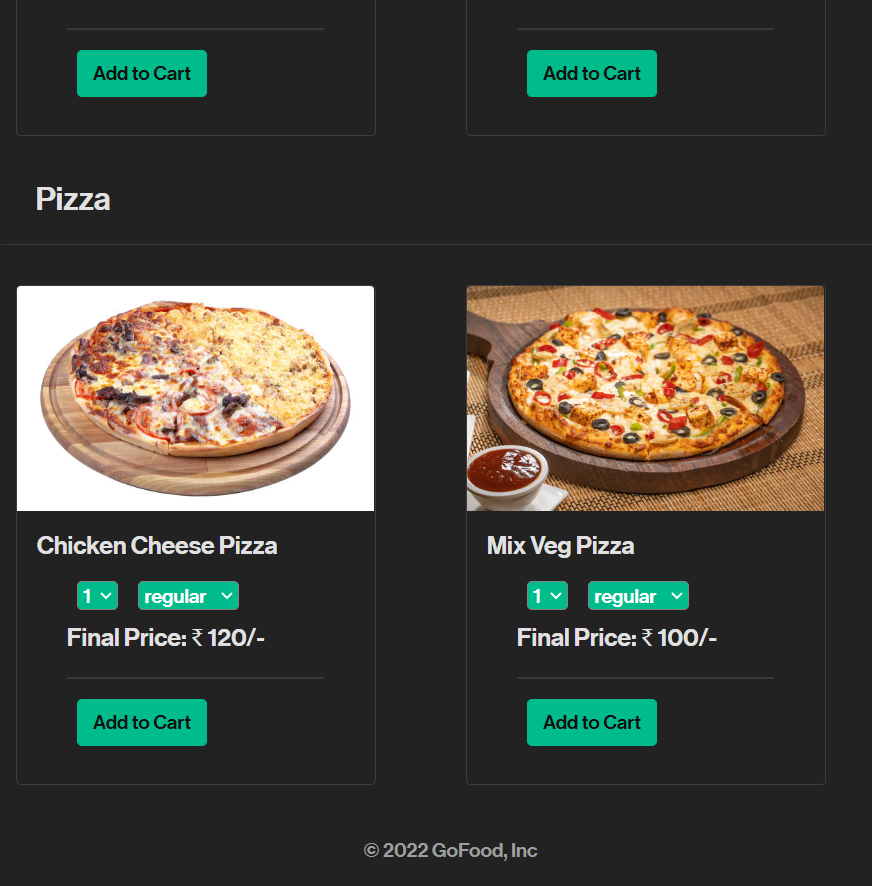 Add to Cart Add to Cart
Pizza
Chicken Cheese Pizza Mix Veg Pizza
1 regular 1 regular
Final Price: ₹ 120/- Final Price: ₹ 100/-
Add to Cart Add to Cart
© 2022 GoFood, Inc